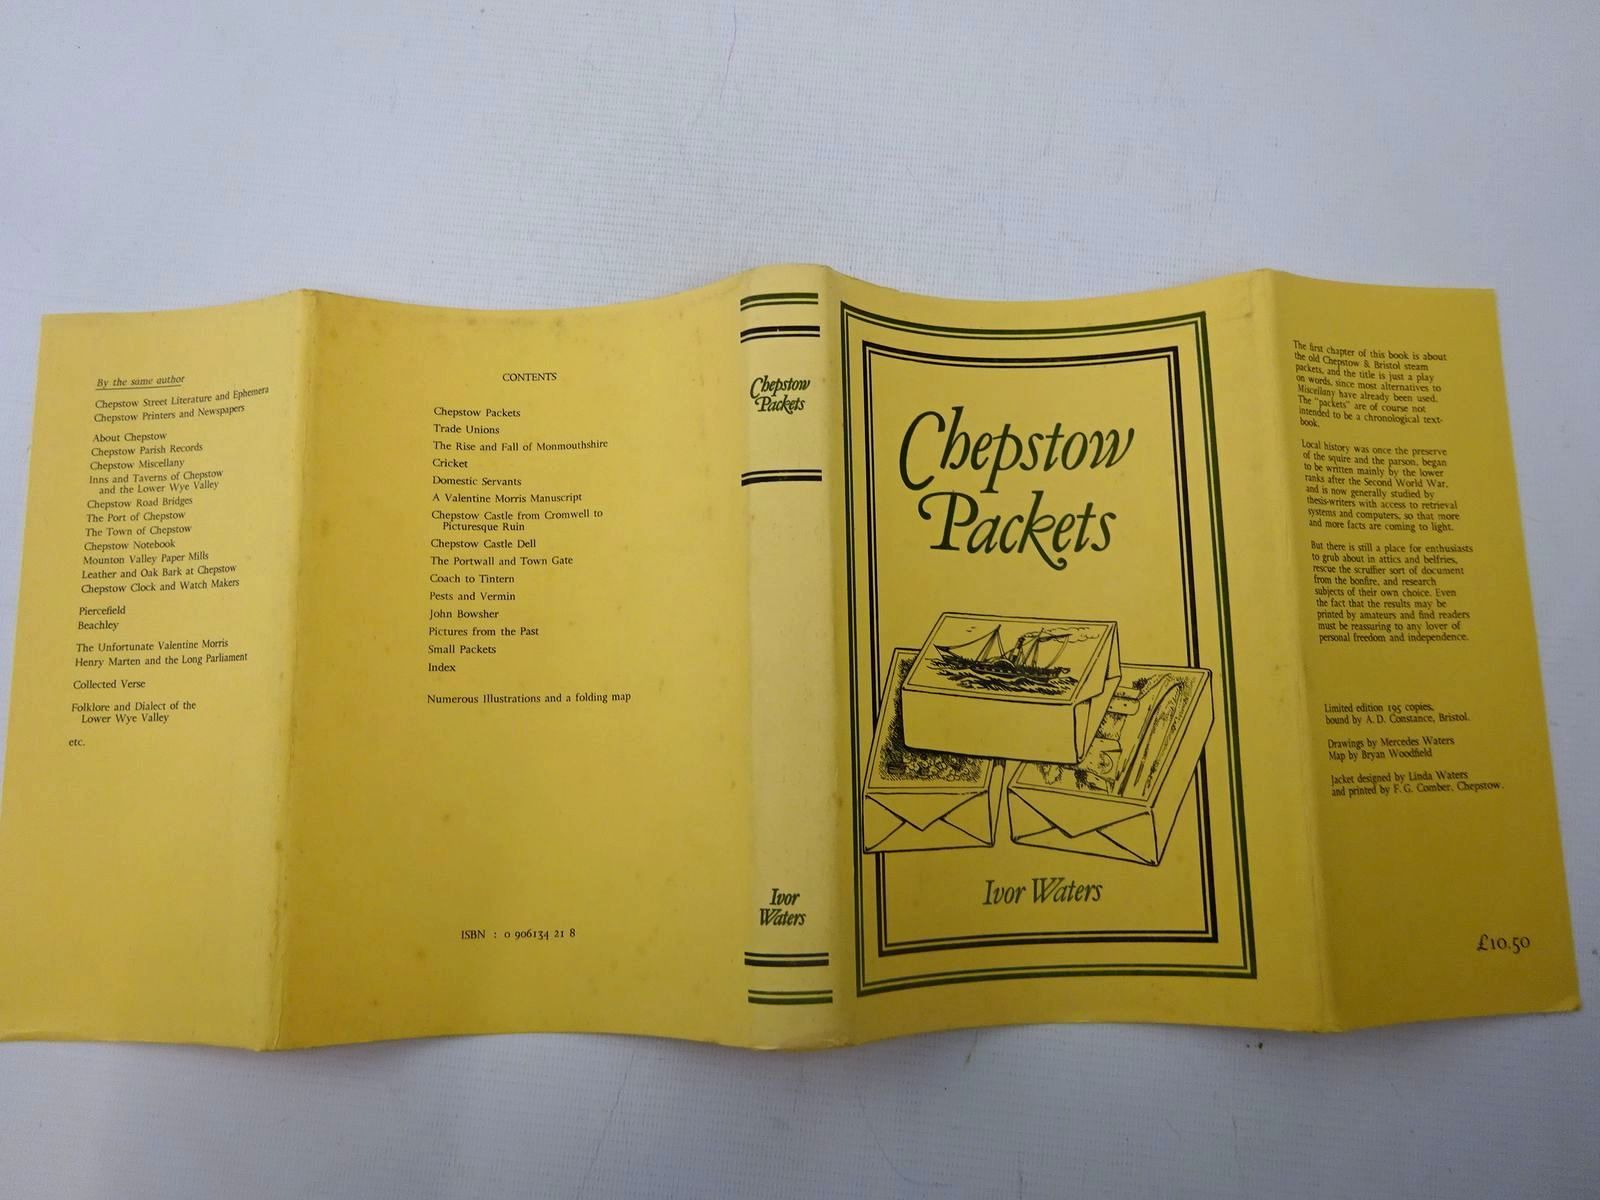 By the same author
Chepstow Street Literature and Ephemera
Chepstow Printers and Newspapers
About Chepstow
Chepstow Parish Records
Chepstow Miscellany
Inns and Taverns of Chepstow
and the Lower Wye Valley
Chepstow Road Bridges
The Port of Chepstow
The Town of Chepstow
Chepstow Notebook
Mounton Valley Paper Mills
Leather and Oak Bark at Chepstow
Chepstow Clock and Watch Makers
Piercefield
Beachley
The Unfortunate Valentine Morris
Henry Marten and the Long Parliament
Collected Verse
Folklore and Dialect of the
Lower Wye Valley
etc.
CONTENTS
Chepstow Packets
Trade Unions
The Rise and Fall of Monmouthshire
Cricket
Domestic Servants
A Valentine Morris Manuscript
Chepstow Castle from Cromwell to
Picturesque Ruin
Chepstow Castle Dell
The Portwall and Town Gate
Coach to Tintern
Pests and Vermin
John Bowsher
Pictures from the Past
Small Packets
Index
Numerous Illustrations and a folding map
ISBN : 0 906134 21 8
Chepstow
Packets
Ivor
Waters
Chepstow
Packets
Ivor Waters
The first chapter of this book is about
the old Chepstow & Bristol steam
packets, and the title is just a play
on words, since most alternatives to
Miscellany have already been used.
The "packets" are of course not
intended to be a chronological text-
book.
Local history was once the preserve
of the squire and the parson, began
to be written mainly by the lower
ranks after the Second World War,
and is now generally studied by
thesis-writers with access to retrieval
systems and computers, so that more
and more facts are coming to light.
But there is still a place for enthusiasts
to grub about in attics and belfries,
rescue the scruffier sort of document
from the bonfire, and research
subjects of their own choice. Even
the fact that the results may be
printed by amateurs and find readers
must be reassuring to any lover of
personal freedom and independence.
Limited edition 195 copies,
bound by A.D. Constance, Bristol.
Drawings by Mercedes Waters
Map by Bryan Woodfield
Jacket designed by Linda Waters
and printed by F.G. Comber, Chepstow.
£10.50